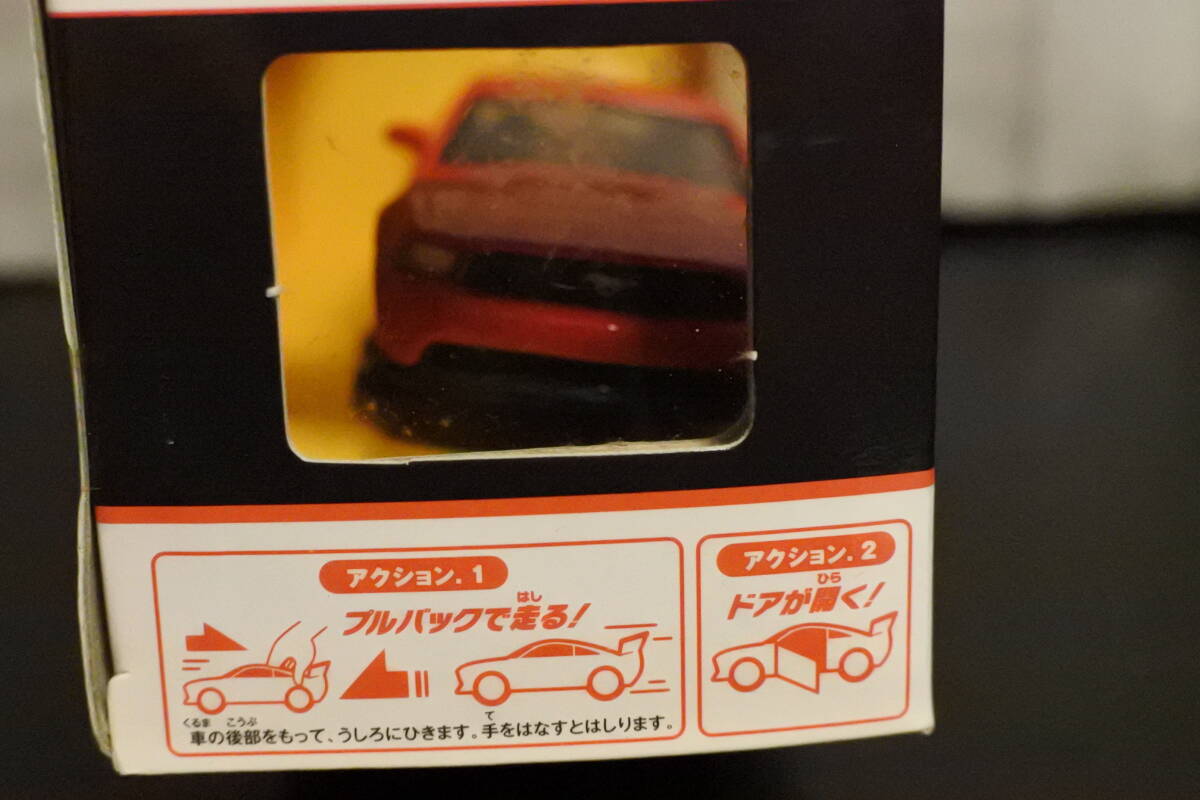 アクション.1
プルバックで走る!
はし
くるま こうぶ て
車の後部をもって、うしろにひきます。手をはなすとはしります。
アクション.2
ひら
ドアが開く!